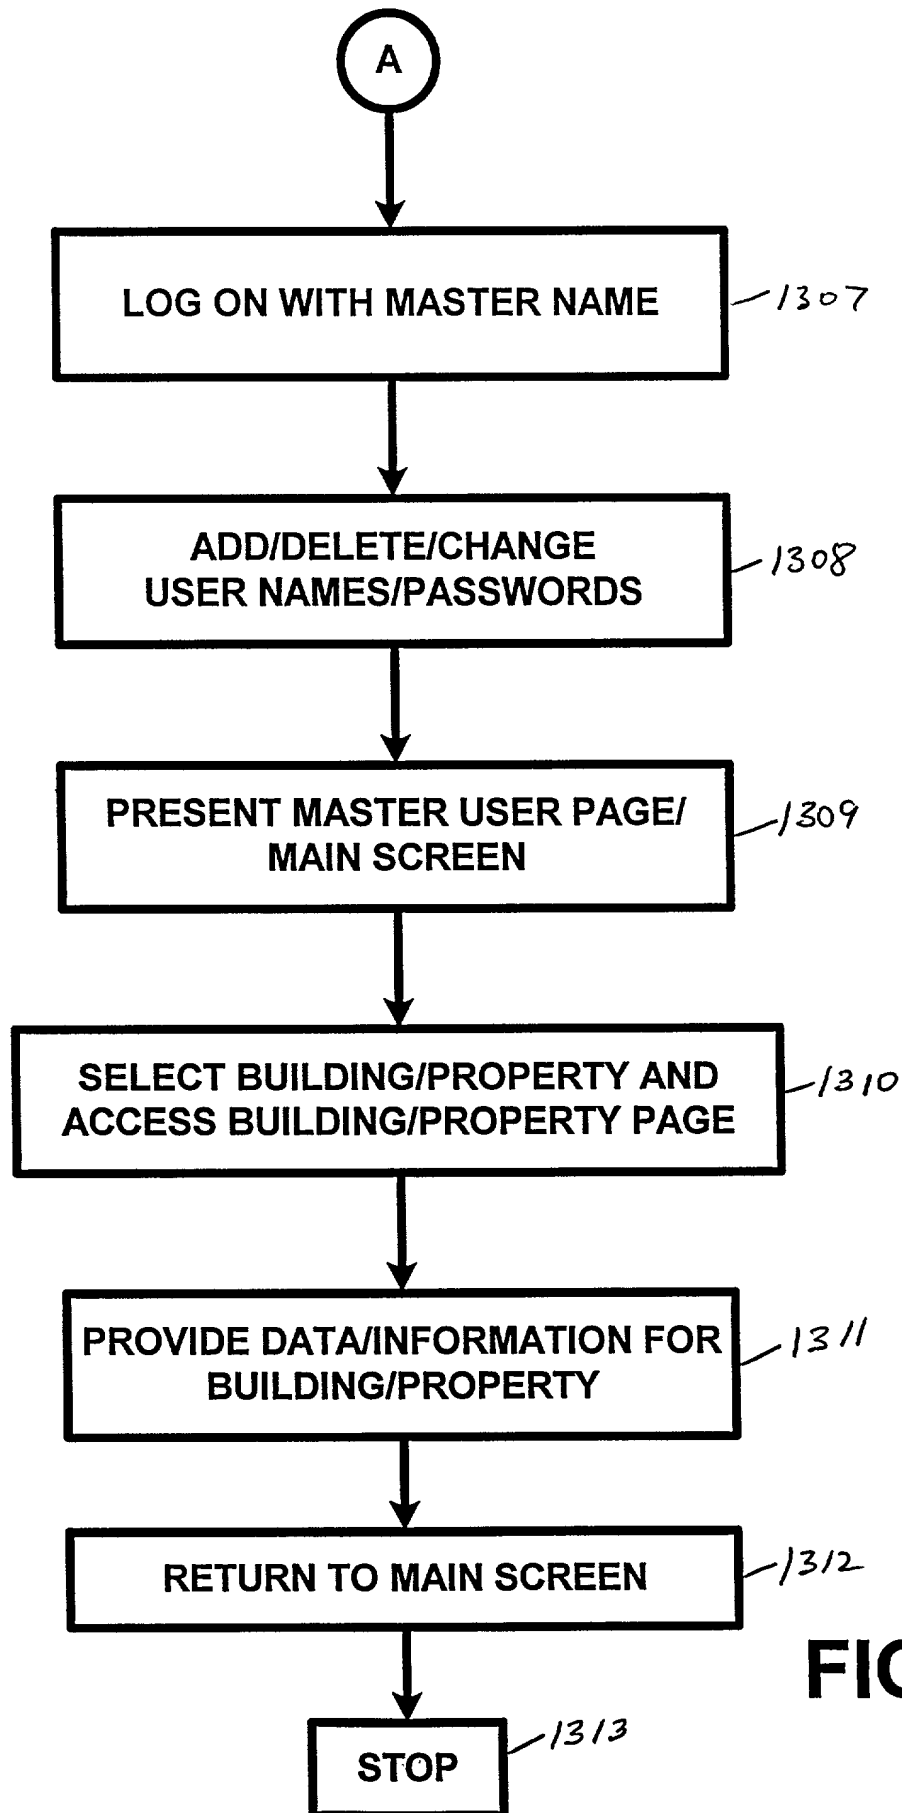 A
LOG ON WITH MASTER NAME
1307
ADD/DELETE/CHANGE
USER NAMES/PASSWORDS
1308
PRESENT MASTER USER PAGE/
MAIN SCREEN
1309
SELECT BUILDING/PROPERTY AND
ACCESS BUILDING/PROPERTY PAGE
1310
PROVIDE DATA/INFORMATION FOR
BUILDING/PROPERTY
1311
RETURN TO MAIN SCREEN
1312
STOP
1313